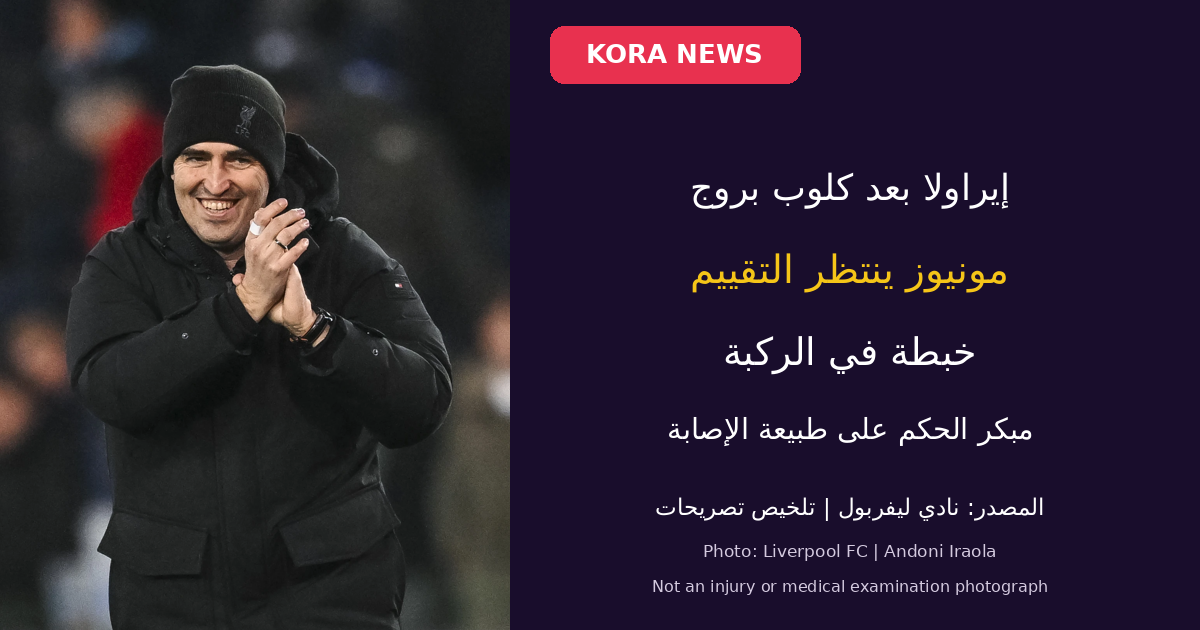 KORA NEWS
إيراولا بعد كلوب بروج
مونيوز ينتظر التقييم
خبطة في الركبة
مبكر الحكم على طبيعة الإصابة
المصدر: نادي ليفربول | تلخيص تصريحات
Photo: Liverpool FC | Andoni Iraola
Not an injury or medical examination photograph
LFC